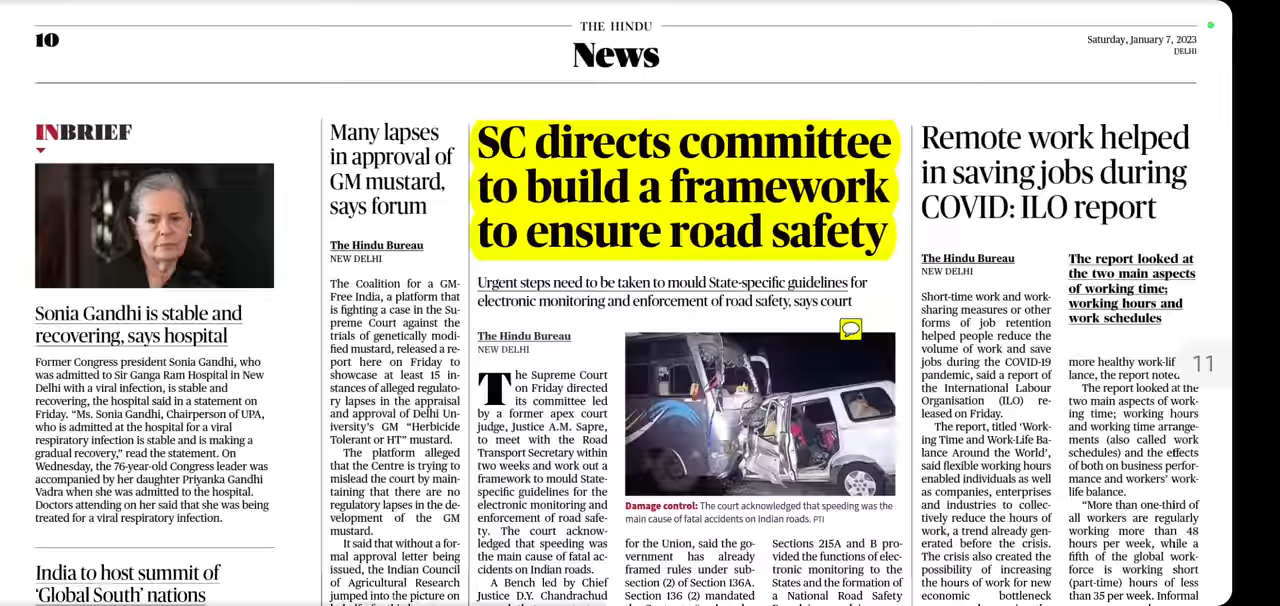 THE HINDU
10
News
Saturday, January 7, 2023
DELHI
INBRIEF
Sonia Gandhi is stable and
recovering, says hospital
Former Congress president Sonia Gandhi, who
was admitted to Sir Ganga Ram Hospital in New
Delhi with a viral infection, is stable and
recovering, the hospital said in a statement on
Friday. “Ms. Sonia Gandhi, Chairperson of UPA,
who is admitted at the hospital for a viral
respiratory infection is stable and is making a
gradual recovery,” read the statement. On
Wednesday, the 76-year-old Congress leader was
accompanied by her daughter Priyanka Gandhi
Vadra when she was admitted to the hospital.
Doctors attending on her said that she was being
treated for a viral respiratory infection.
India to host summit of
‘Global South’ nations
Many lapses
in approval of
GM mustard,
says forum
The Hindu Bureau
NEW DELHI
The Coalition for a GM-
Free India, a platform that
is fighting a case in the Su-
preme Court against the
trials of genetically modi-
fied mustard, released a re-
port here on Friday to
showcase at least 15 in-
stances of alleged regulato-
ry lapses in the appraisal
and approval of Delhi Un-
iversity’s GM “Herbicide
Tolerant or HT” mustard.
The platform alleged
that the Centre is trying to
mislead the court by main-
taining that there are no
regulatory lapses in the de-
velopment of the GM
mustard.
It said that without a for-
mal approval letter being
issued, the Indian Council
of Agricultural Research
jumped into the picture on
SC directs committee
to build a framework
to ensure road safety
Urgent steps need to be taken to mould State-specific guidelines for
electronic monitoring and enforcement of road safety, says court
The Hindu Bureau
NEW DELHI
The Supreme Court
on Friday directed
its committee led
by a former apex court
judge, Justice A.M. Sapre,
to meet with the Road
Transport Secretary within
two weeks and work out a
framework to mould State-
specific guidelines for the
electronic monitoring and
enforcement of road safe-
ty. The court acknow-
ledged that speeding was
the main cause of fatal ac-
cidents on Indian roads.
A Bench led by Chief
Justice D.Y. Chandrachud
Damage control: The court acknowledged that speeding was the
main cause of fatal accidents on Indian roads. PTI
for the Union, said the go-
vernment has already
framed rules under sub-
section (2) of Section 136A.
Section 136 (2) mandated
Sections 215A and B pro-
vided the functions of elec-
tronic monitoring to the
States and the formation of
a National Road Safety
Remote work helped
in saving jobs during
COVID: ILO report
The Hindu Bureau
NEW DELHI
Short-time work and work-
sharing measures or other
forms of job retention
helped people reduce the
volume of work and save
jobs during the COVID-19
pandemic, said a report of
the International Labour
Organisation (ILO) re-
leased on Friday.
The report, titled ‘Work-
ing Time and Work-Life Ba-
lance Around the World’,
said flexible working hours
enabled individuals as well
as companies, enterprises
and industries to collec-
tively reduce the hours of
work, a trend already gen-
erated before the crisis.
The crisis also created the
possibility of increasing
the hours of work for new
economic bottleneck
The report looked at
the two main aspects
of working time;
working hours and
work schedules
more healthy work-lif
lance, the report noted
11
The report looked at the
two main aspects of work-
ing time; working hours
and working time arrange-
ments (also called work
schedules) and the effects
of both on business perfor-
mance and workers’ work-
life balance.
“More than one-third of
all workers are regularly
working more than 48
hours per week, while a
fifth of the global work-
force is working short
(part-time) hours of less
than 35 per week. Informal